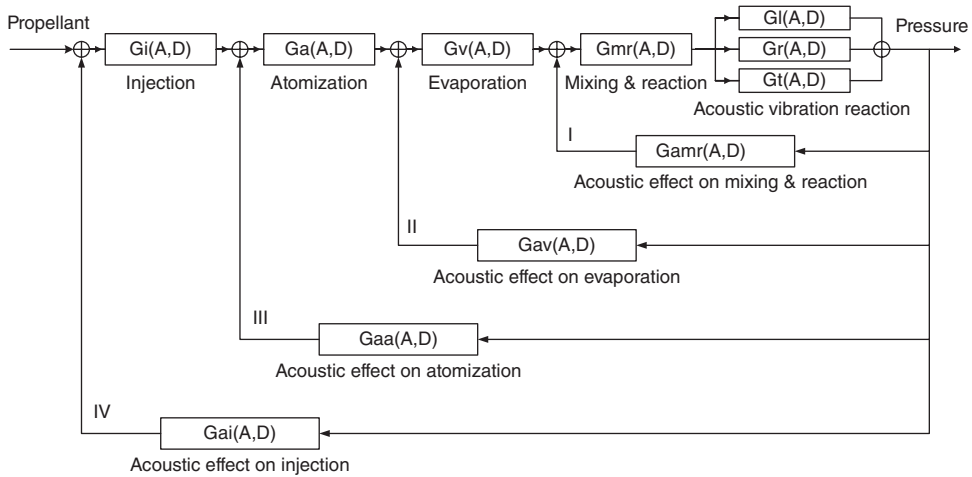 Propellant
Gi(A,D)
Injection
Ga(A,D)
Atomization
Gv(A,D)
Evaporation
Gmr(A,D)
Mixing & reaction
Gl(A,D)
Gr(A,D)
Gt(A,D)
Acoustic vibration reaction
Pressure
I
Gamr(A,D)
Acoustic effect on mixing & reaction
II
Gav(A,D)
Acoustic effect on evaporation
III
Gaa(A,D)
Acoustic effect on atomization
IV
Gai(A,D)
Acoustic effect on injection